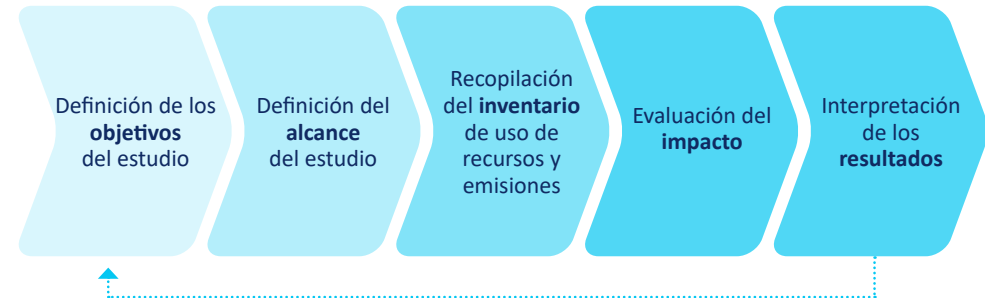 Definición de los
objetivos
del estudio
Definición del
alcance
del estudio
Recopilación
del inventario
de uso de
recursos y
emisiones
Evaluación del
impacto
Interpretación
de los
resultados